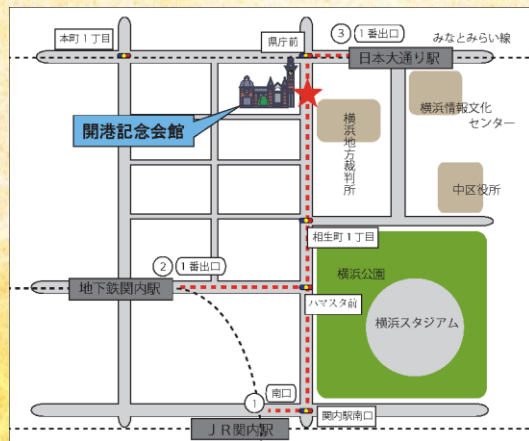 本町１丁目
県庁前
③
１番出口
みなとみらい線
日本大通り駅
開港記念会館
横浜地方裁判所
横浜情報文化
センター
中区役所
相生町１丁目
②
１番出口
地下鉄関内駅
横浜公園
ハマスタ前
横浜スタジアム
①
南口
関内駅南口
ＪＲ関内駅